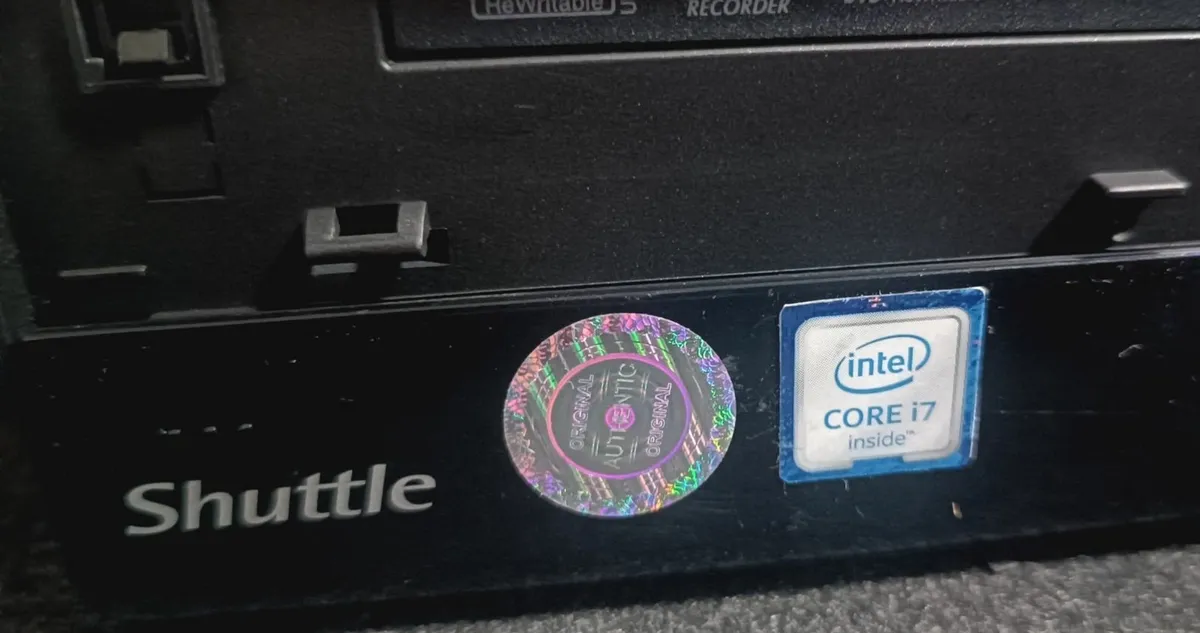 ReWritable
RECORDER
ORIGINAL
AUTHENTIC
ORIGINAL
intel
CORE i7
inside™
Shuttle